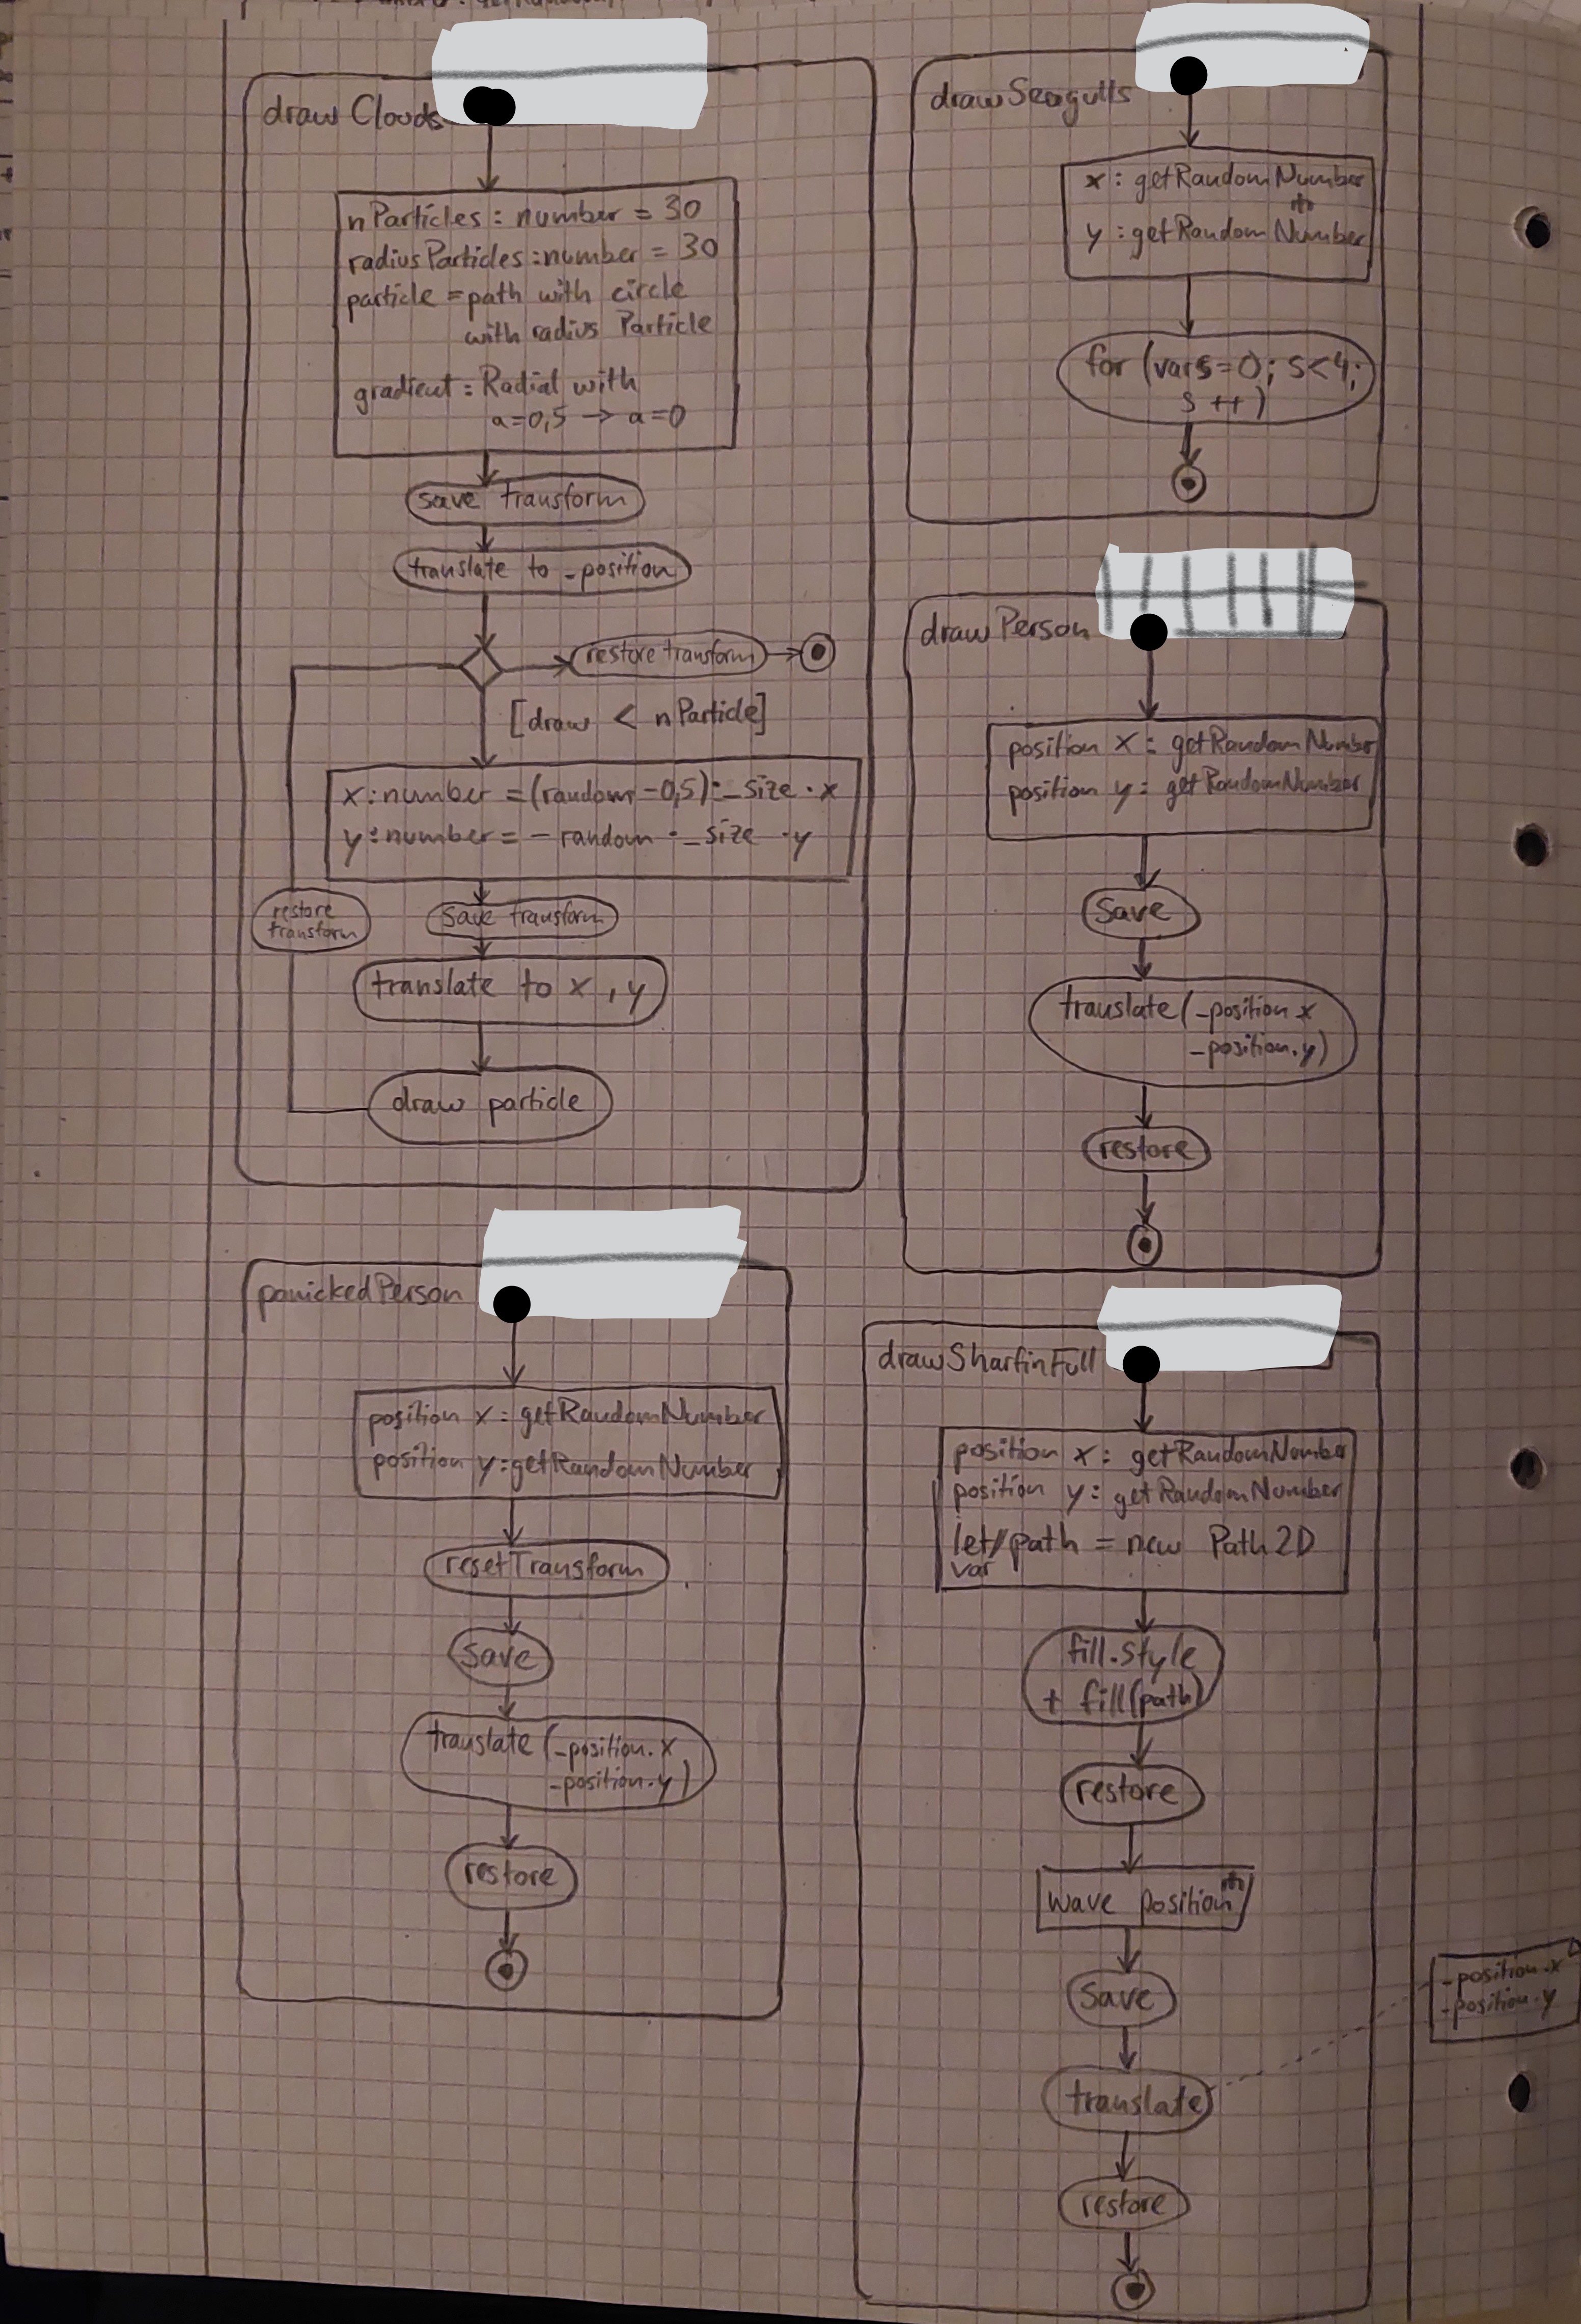 draw Clouds
nParticles : number = 30
radiusParticles : number = 30
particle = path with circle
with radius Particle
gradient : Radial with
a=0,5 → a=0
save transform
translate to _position
restore transform
[draw < nParticle]
x : number = (random - 0,5) · _size · x
y : number = - random · _size · y
restore
transform
save transform
translate to x , y
draw particle
drawSeagulls
x : getRandomNumber
y : getRandomNumber
for (var s=0; s<4;
s ++ )
draw Person
position x : getRandomNumber
position y : getRandomNumber
save
translate (_position.x
_position.y)
restore
panickedPerson
position x : getRandomNumber
position y : getRandomNumber
resetTransform
save
translate (_position.x
_position.y)
restore
drawSharfinFull
position x : getRandomNumber
position y : getRandomNumber
let/path = new Path2D
var
fill.style
+ fill(path)
restore
wave position
save
translate
_position.x
_position.y
restore